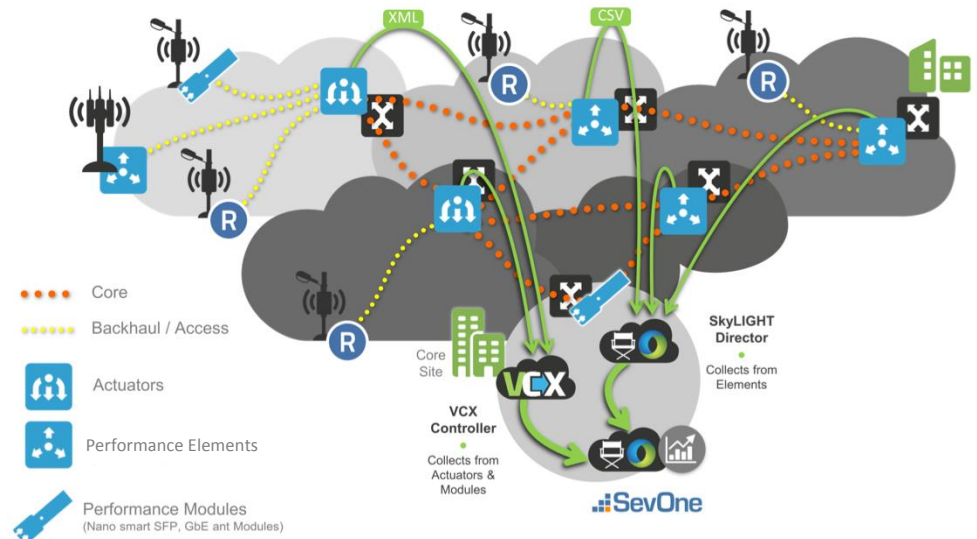 XML
CSV
R
R
R
R
Core
Backhaul / Access
Actuators
Performance Elements
Performance Modules
(Nano smart SFP, GbE ant Modules)
Core
Site
VCX
VCX
Controller
•
Collects from
Actuators &
Modules
SkyLIGHT
Director
•
Collects from
Elements
SevOne